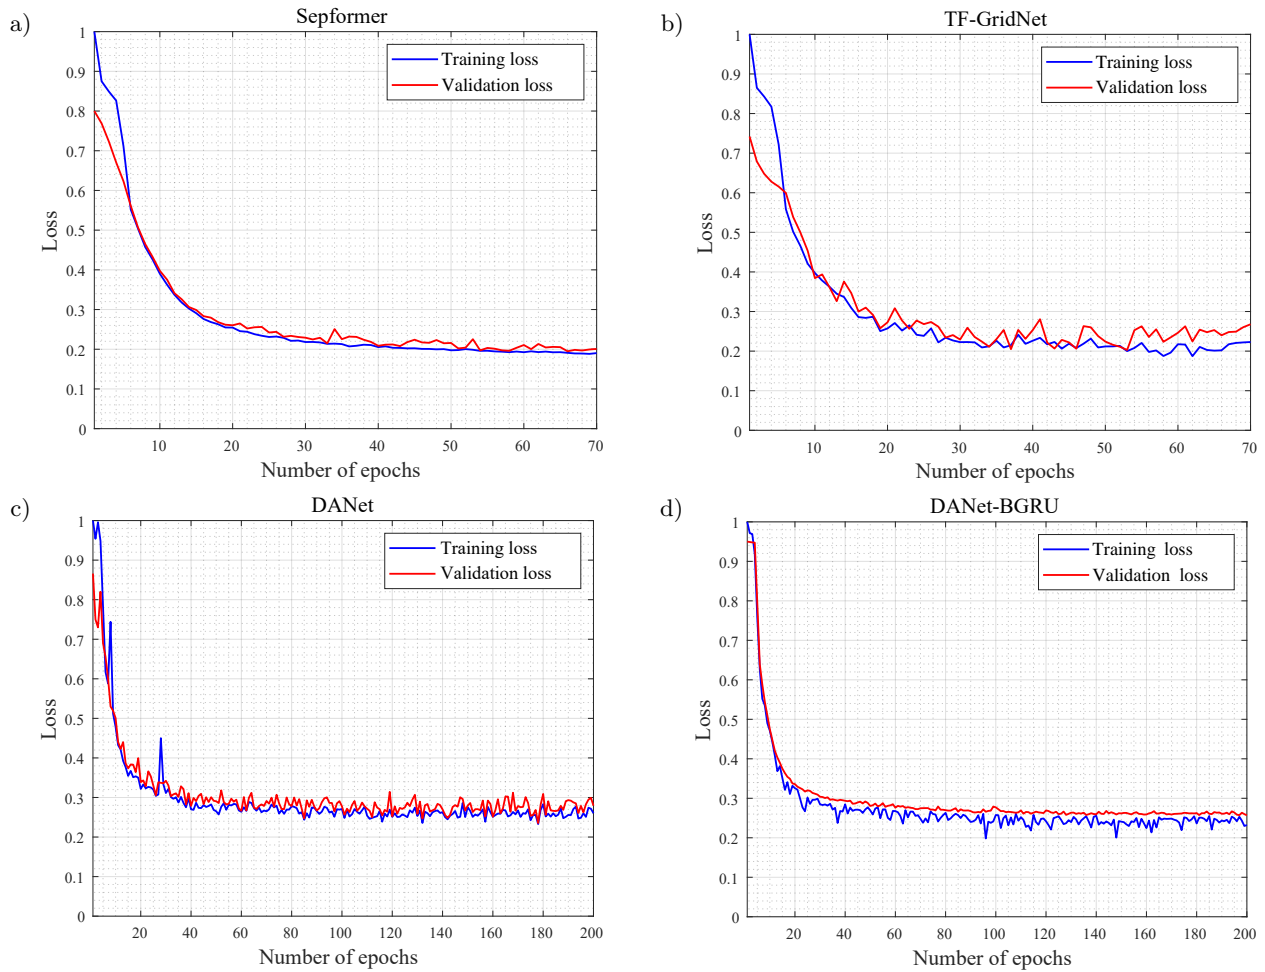 a)
Sepformer
Training loss
Validation loss
1
0.9
0.8
0.7
0.6
0.5
0.4
0.3
0.2
0.1
0
Loss
10 20 30 40 50 60 70
Number of epochs
b)
TF-GridNet
Training loss
Validation loss
1
0.9
0.8
0.7
0.6
0.5
0.4
0.3
0.2
0.1
0
Loss
10 20 30 40 50 60 70
Number of epochs
c)
DANet
Training loss
Validation loss
1
0.9
0.8
0.7
0.6
0.5
0.4
0.3
0.2
0.1
0
Loss
20 40 60 80 100 120 140 160 180 200
Number of epochs
d)
DANet-BGRU
Training loss
Validation loss
1
0.9
0.8
0.7
0.6
0.5
0.4
0.3
0.2
0.1
0
Loss
20 40 60 80 100 120 140 160 180 200
Number of epochs